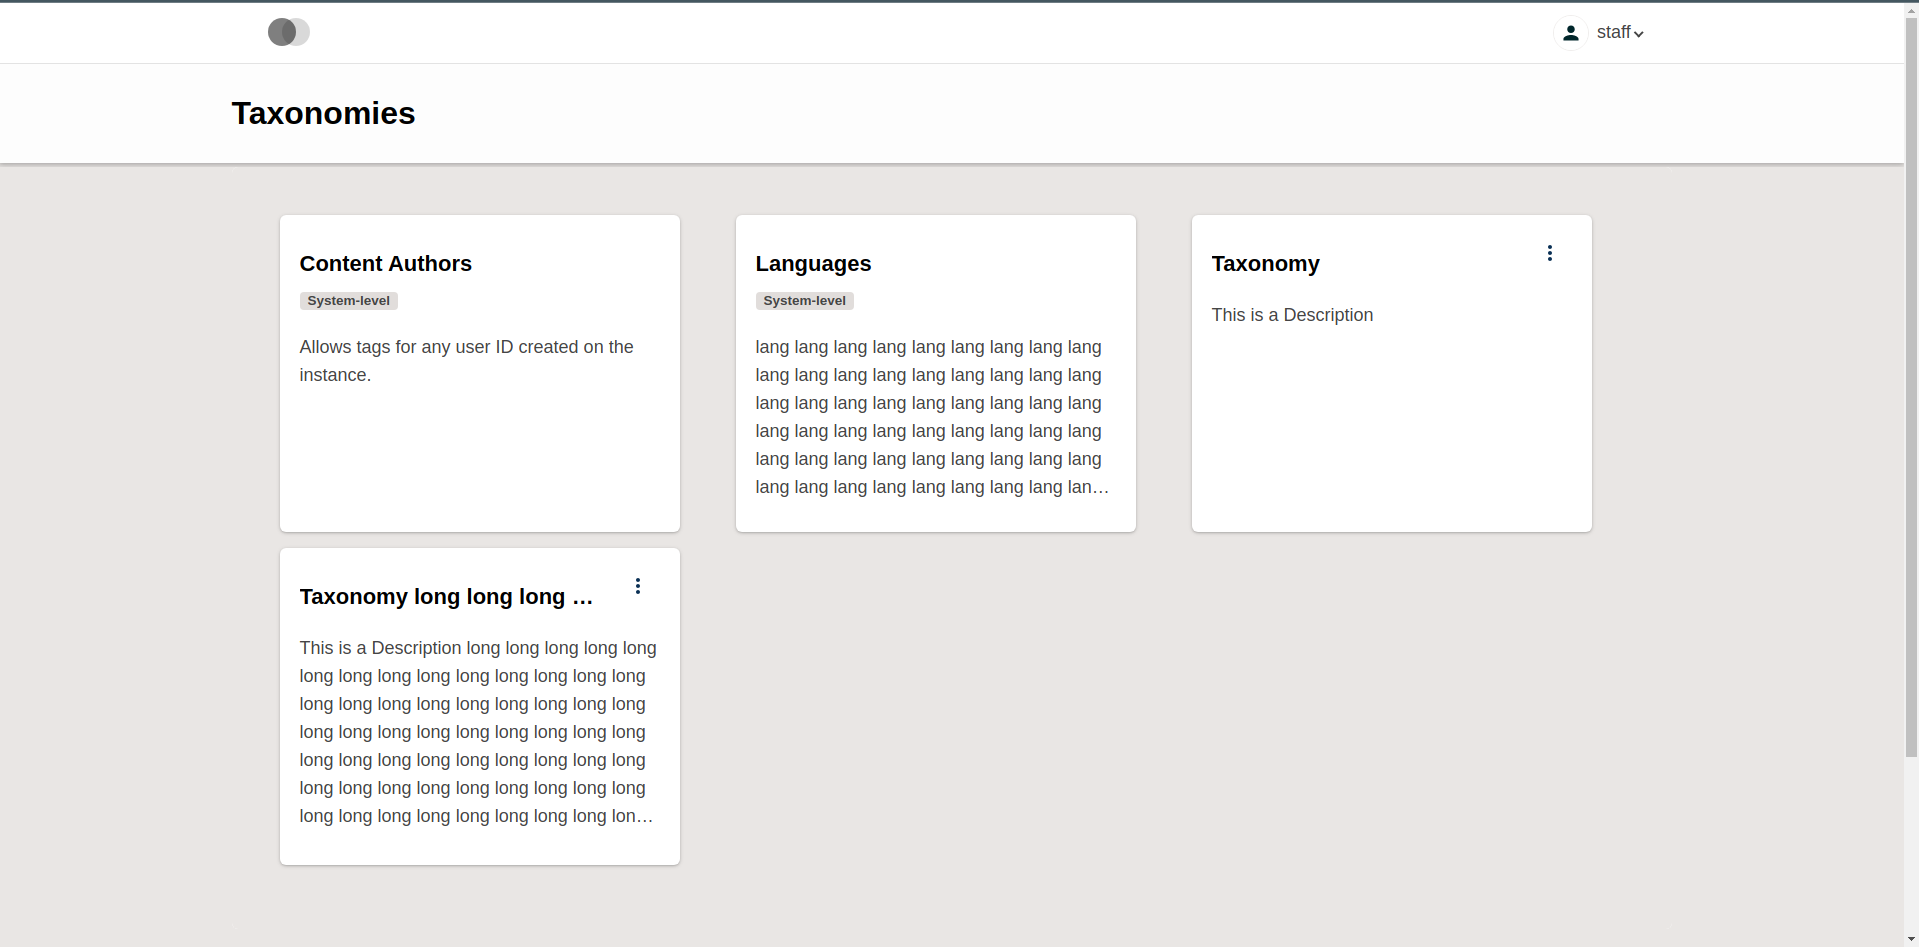 staff
Taxonomies
Content Authors
System-level
Allows tags for any user ID created on the
instance.
Languages
System-level
lang lang lang lang lang lang lang lang lang
lang lang lang lang lang lang lang lang lang
lang lang lang lang lang lang lang lang lang
lang lang lang lang lang lang lang lang lang
lang lang lang lang lang lang lang lang lang
lang lang lang lang lang lang lang lang lan…
Taxonomy
This is a Description
Taxonomy long long long …
This is a Description long long long long long
long long long long long long long long long
long long long long long long long long long
long long long long long long long long long
long long long long long long long long long
long long long long long long long long long
long long long long long long long long lon…